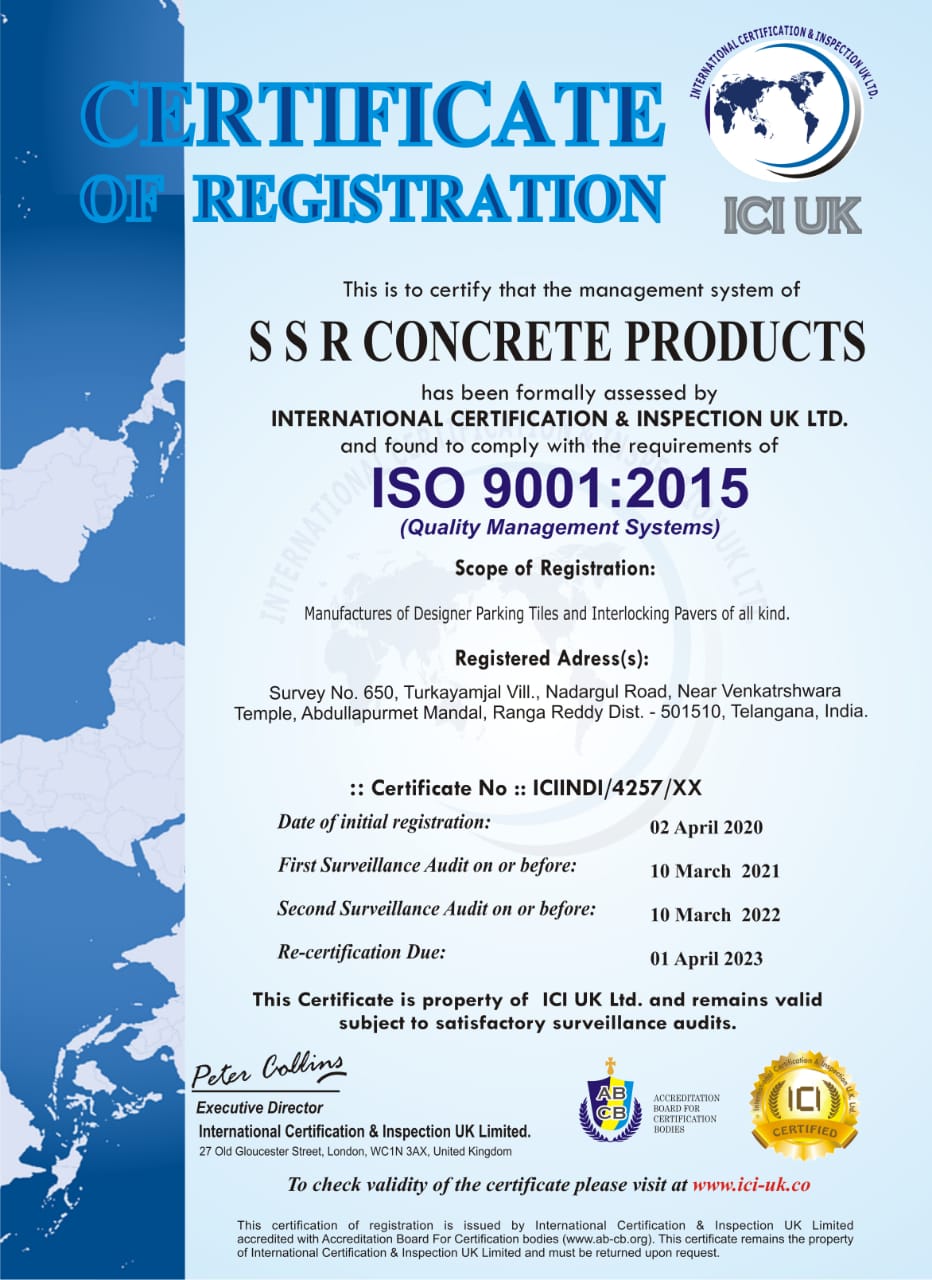 INTERNATIONAL CERTIFICATION & INSPECTION UK LTD.
CERTIFICATE
OF REGISTRATION
ICI UK
This is to certify that the management system of
S S R CONCRETE PRODUCTS
has been formally assessed by
INTERNATIONAL CERTIFICATION & INSPECTION UK LTD.
and found to comply with the requirements of
INTERNATIONAL CERTIFICATION & INSPECTION UK LTD
ISO 9001:2015
(Quality Management Systems)
Scope of Registration:
Manufactures of Designer Parking Tiles and Interlocking Pavers of all kind.
Registered Adress(s):
Survey No. 650, Turkayamjal Vill., Nadargul Road, Near Venkatrshwara
Temple, Abdullapurmet Mandal, Ranga Reddy Dist. - 501510, Telangana, India.
:: Certificate No :: ICIINDI/4257/XX
Date of initial registration: 02 April 2020
First Surveillance Audit on or before: 10 March 2021
Second Surveillance Audit on or before: 10 March 2022
Re-certification Due: 01 April 2023
This Certificate is property of ICI UK Ltd. and remains valid
subject to satisfactory surveillance audits.
Peter Collins
Executive Director
International Certification & Inspection UK Limited.
27 Old Gloucester Street, London, WC1N 3AX, United Kingdom
AB
CB
ACCREDITATION
BOARD FOR
CERTIFICATION
BODIES
International Certification & Inspection U.K. Ltd.
ICI
CERTIFIED
To check validity of the certificate please visit at www.ici-uk.co
This certification of registration is issued by International Certification & Inspection UK Limited
accredited with Accreditation Board For Certification bodies (www.ab-cb.org). This certificate remains the property
of International Certification & Inspection UK Limited and must be returned upon request.